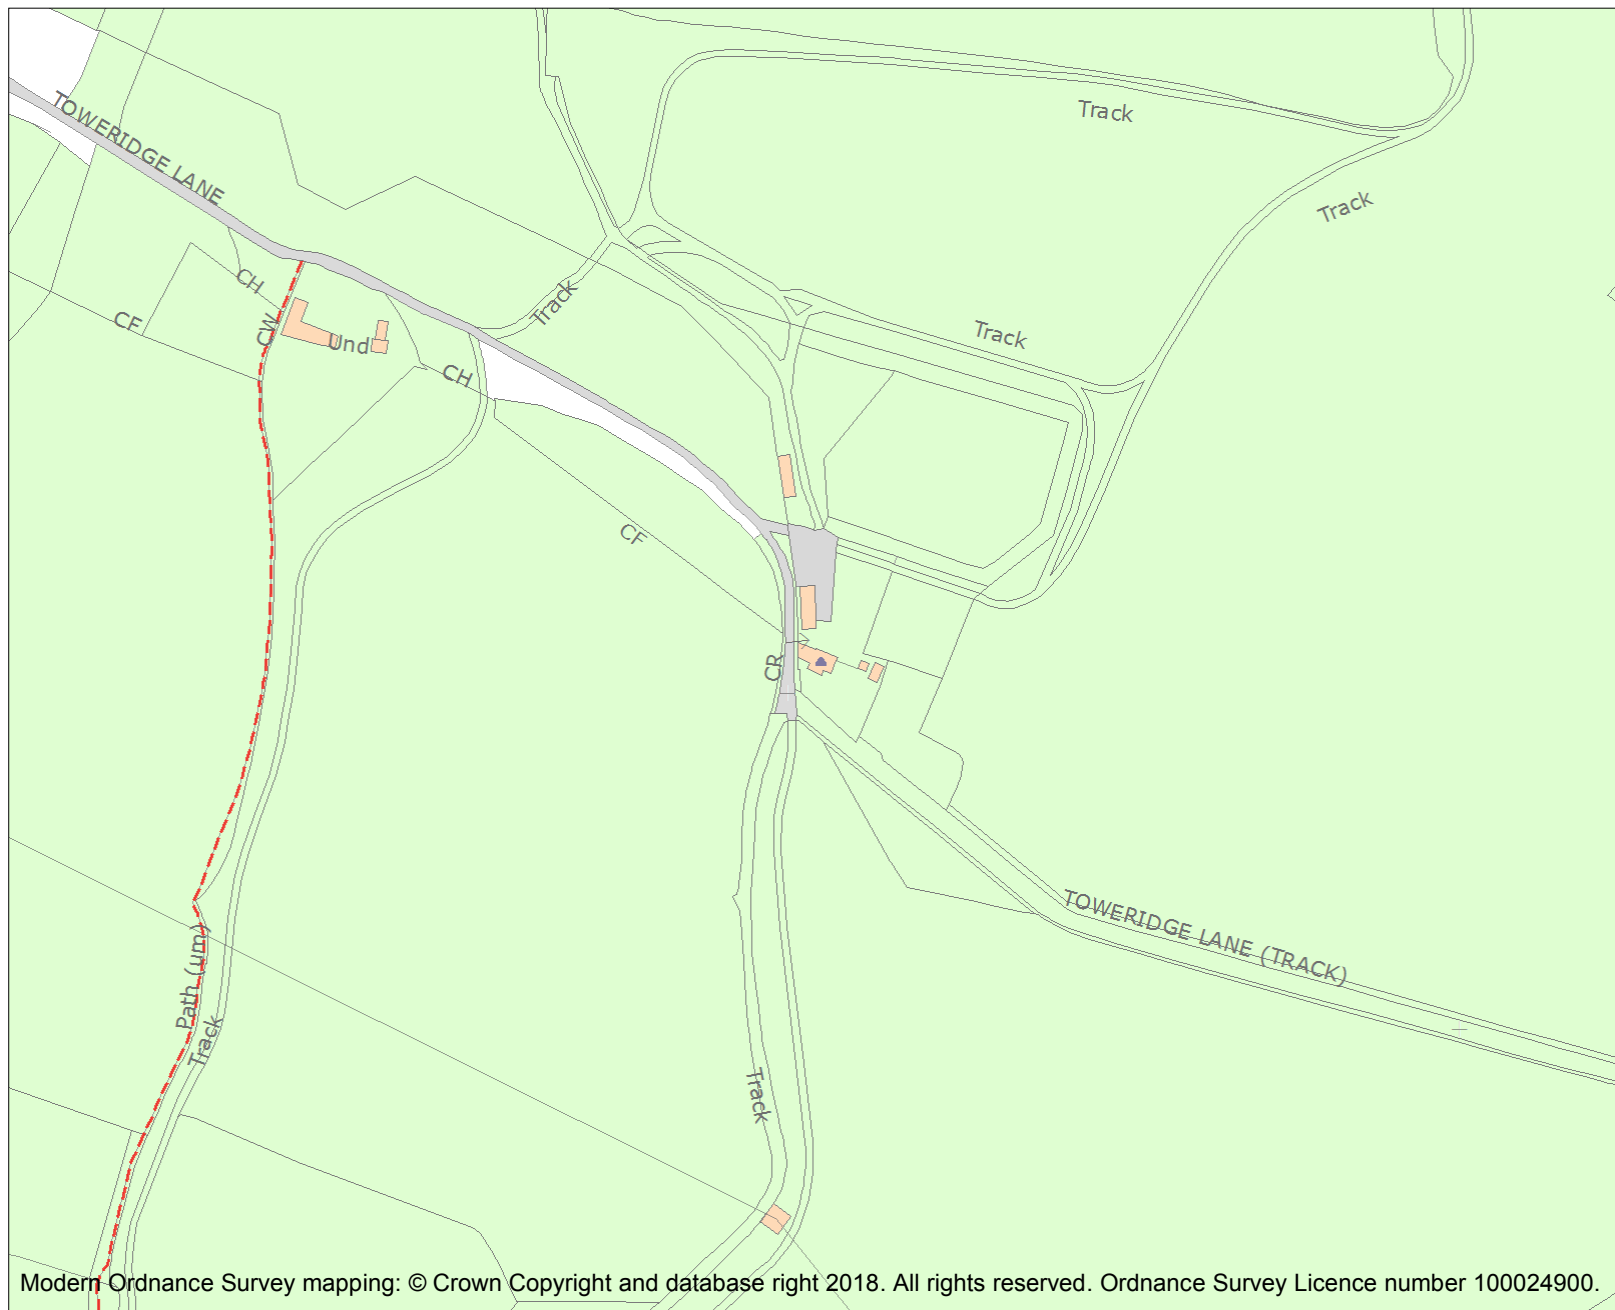 TOWERIDGE LANE
Track
Track
CH
Track
CF
CW
Und
Track
CH
CF
CR
TOWERIDGE LANE (TRACK)
Path (um)
Track
Track
Modern Ordnance Survey mapping: © Crown Copyright and database right 2018. All rights reserved. Ordnance Survey Licence number 100024900.